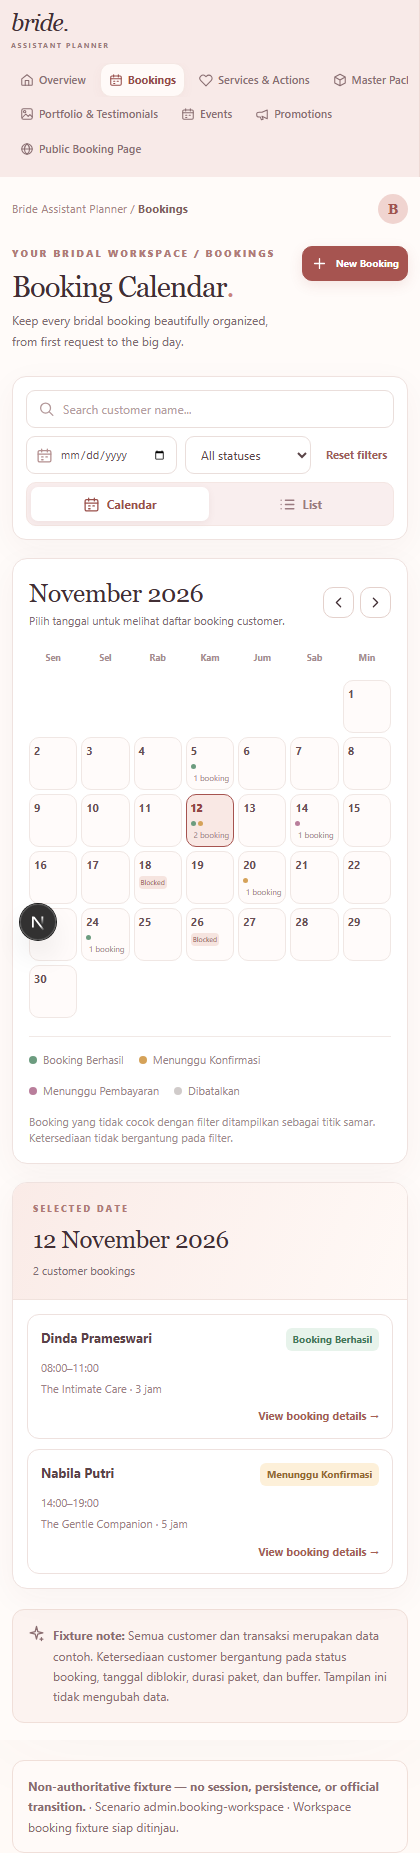 bride.
ASSISTANT PLANNER
Overview Bookings Services & Actions Master Pac
Portfolio & Testimonials Events Promotions
Public Booking Page
Bride Assistant Planner / Bookings B
YOUR BRIDAL WORKSPACE / BOOKINGS
+ New Booking
Booking Calendar.
Keep every bridal booking beautifully organized,
from first request to the big day.
Search customer name...
mm/dd/yyyy All statuses Reset filters
Calendar List
November 2026
Pilih tanggal untuk melihat daftar booking customer.
Sen Sel Rab Kam Jum Sab Min
1
2 3 4 5 6 7 8
1 booking
9 10 11 12 13 14 15
2 booking 1 booking
16 17 18 19 20 21 22
Blocked 1 booking
N 24 25 26 27 28 29
1 booking Blocked
30
Booking Berhasil Menunggu Konfirmasi
Menunggu Pembayaran Dibatalkan
Booking yang tidak cocok dengan filter ditampilkan sebagai titik samar.
Ketersediaan tidak bergantung pada filter.
SELECTED DATE
12 November 2026
2 customer bookings
Dinda Prameswari Booking Berhasil
08:00–11:00
The Intimate Care · 3 jam
View booking details →
Nabila Putri Menunggu Konfirmasi
14:00–19:00
The Gentle Companion · 5 jam
View booking details →
Fixture note: Semua customer dan transaksi merupakan data
contoh. Ketersediaan customer bergantung pada status
booking, tanggal diblokir, durasi paket, dan buffer. Tampilan ini
tidak mengubah data.
Non-authoritative fixture — no session, persistence, or official
transition. · Scenario admin.booking-workspace · Workspace
booking fixture siap ditinjau.